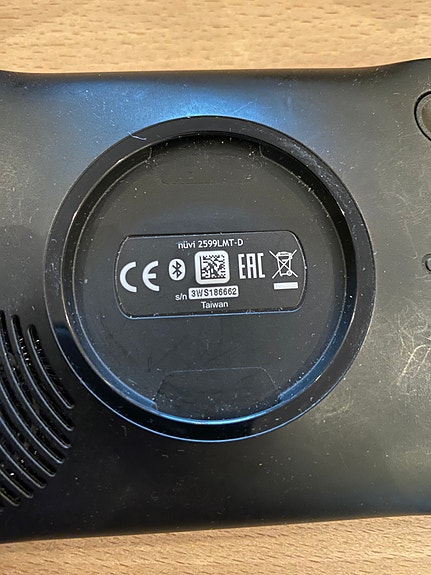 nüvi 2599LMT-D
CE EAC
s/n 3WS186662
Taiwan